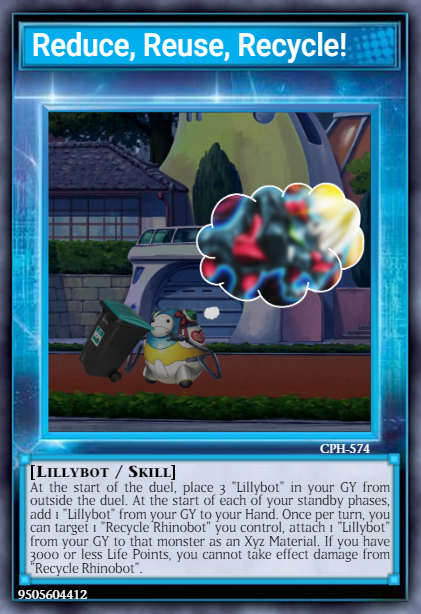 Reduce, Reuse, Recycle!
CPH-574
[Lillybot / Skill]
At the start of the duel, place 3 "Lillybot" in your GY from
outside the duel. At the start of each of your standby phases,
add 1 "Lillybot" from your GY to your Hand. Once per turn, you
can target 1 "Recycle Rhinobot" you control, attach 1 "Lillybot"
from your GY to that monster as an Xyz Material. If you have
3000 or less Life Points, you cannot take effect damage from
"Recycle Rhinobot".
9505604412